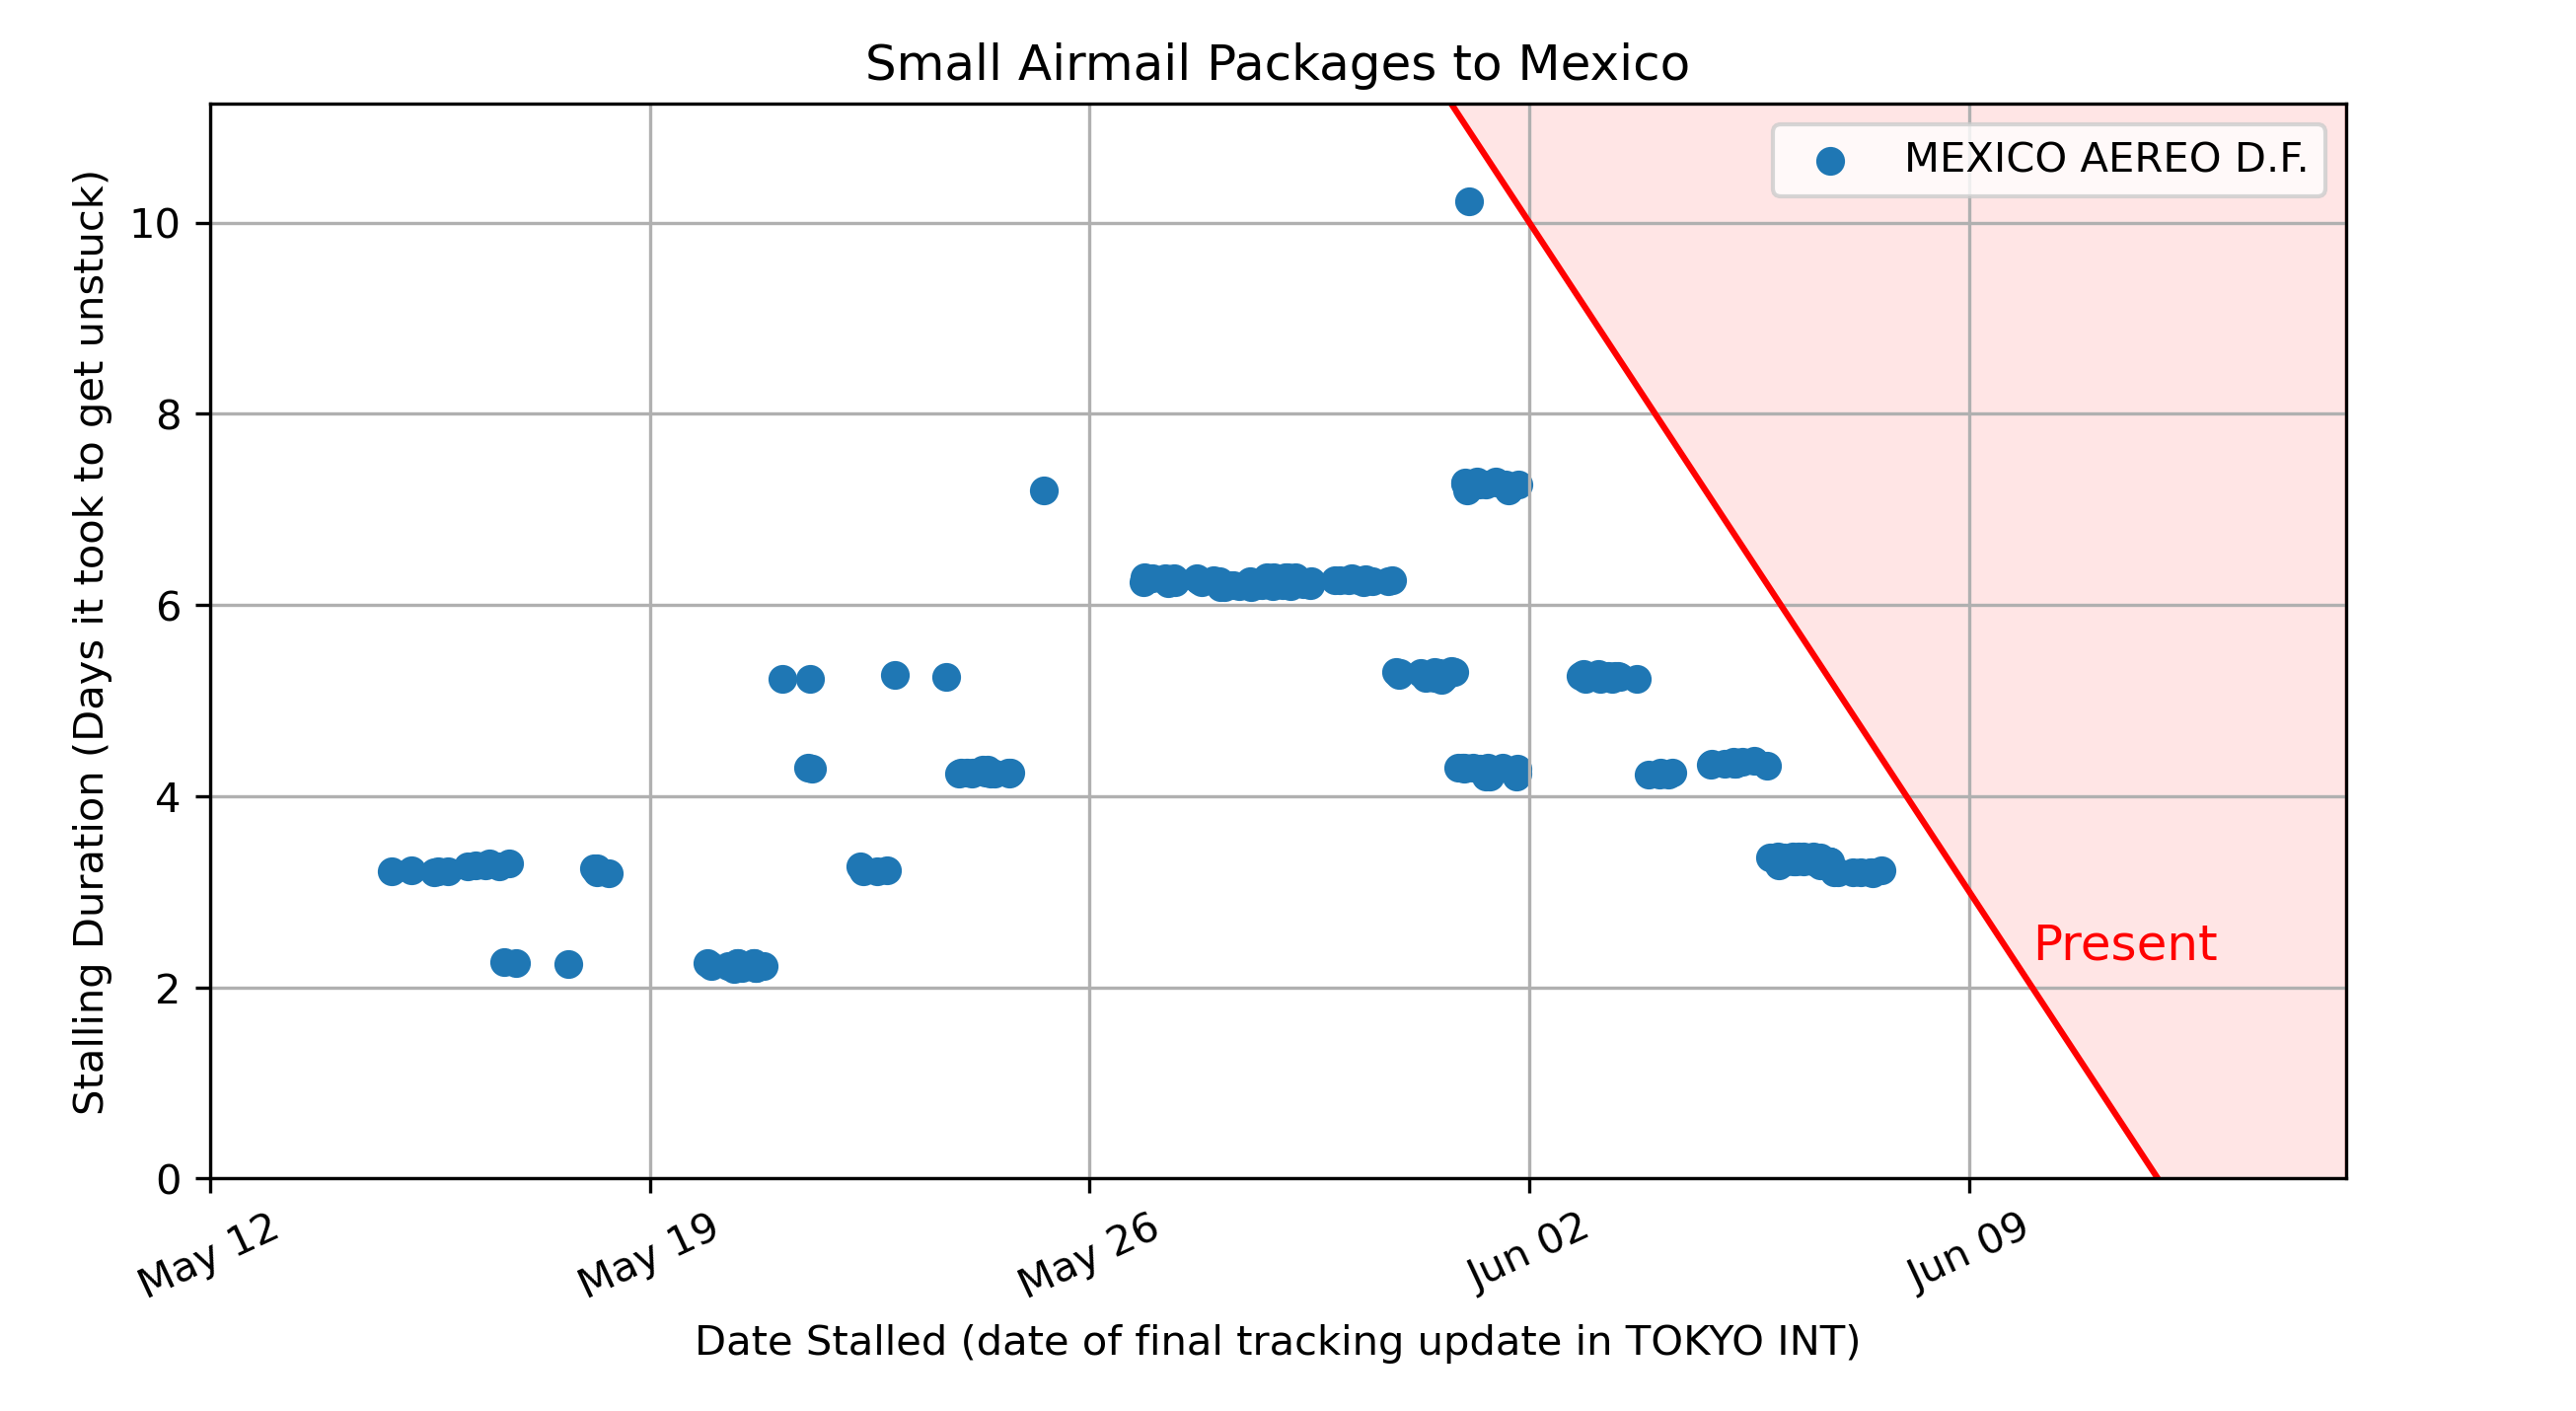 Small Airmail Packages to Mexico
MEXICO AEREO D.F.
Stalling Duration (Days it took to get unstuck)
10
8
6
4
2
0
Present
May 12
May 19
May 26
Jun 02
Jun 09
Date Stalled (date of final tracking update in TOKYO INT)